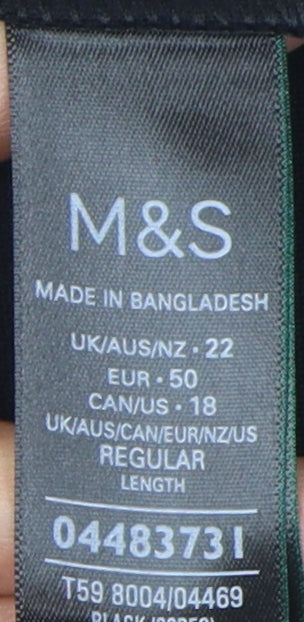 M&S
MADE IN BANGLADESH
UK/AUS/NZ • 22
EUR • 50
CAN/US • 18
UK/AUS/CAN/EUR/NZ/US
REGULAR
LENGTH
04483731
T59 8004/04469
BLACK